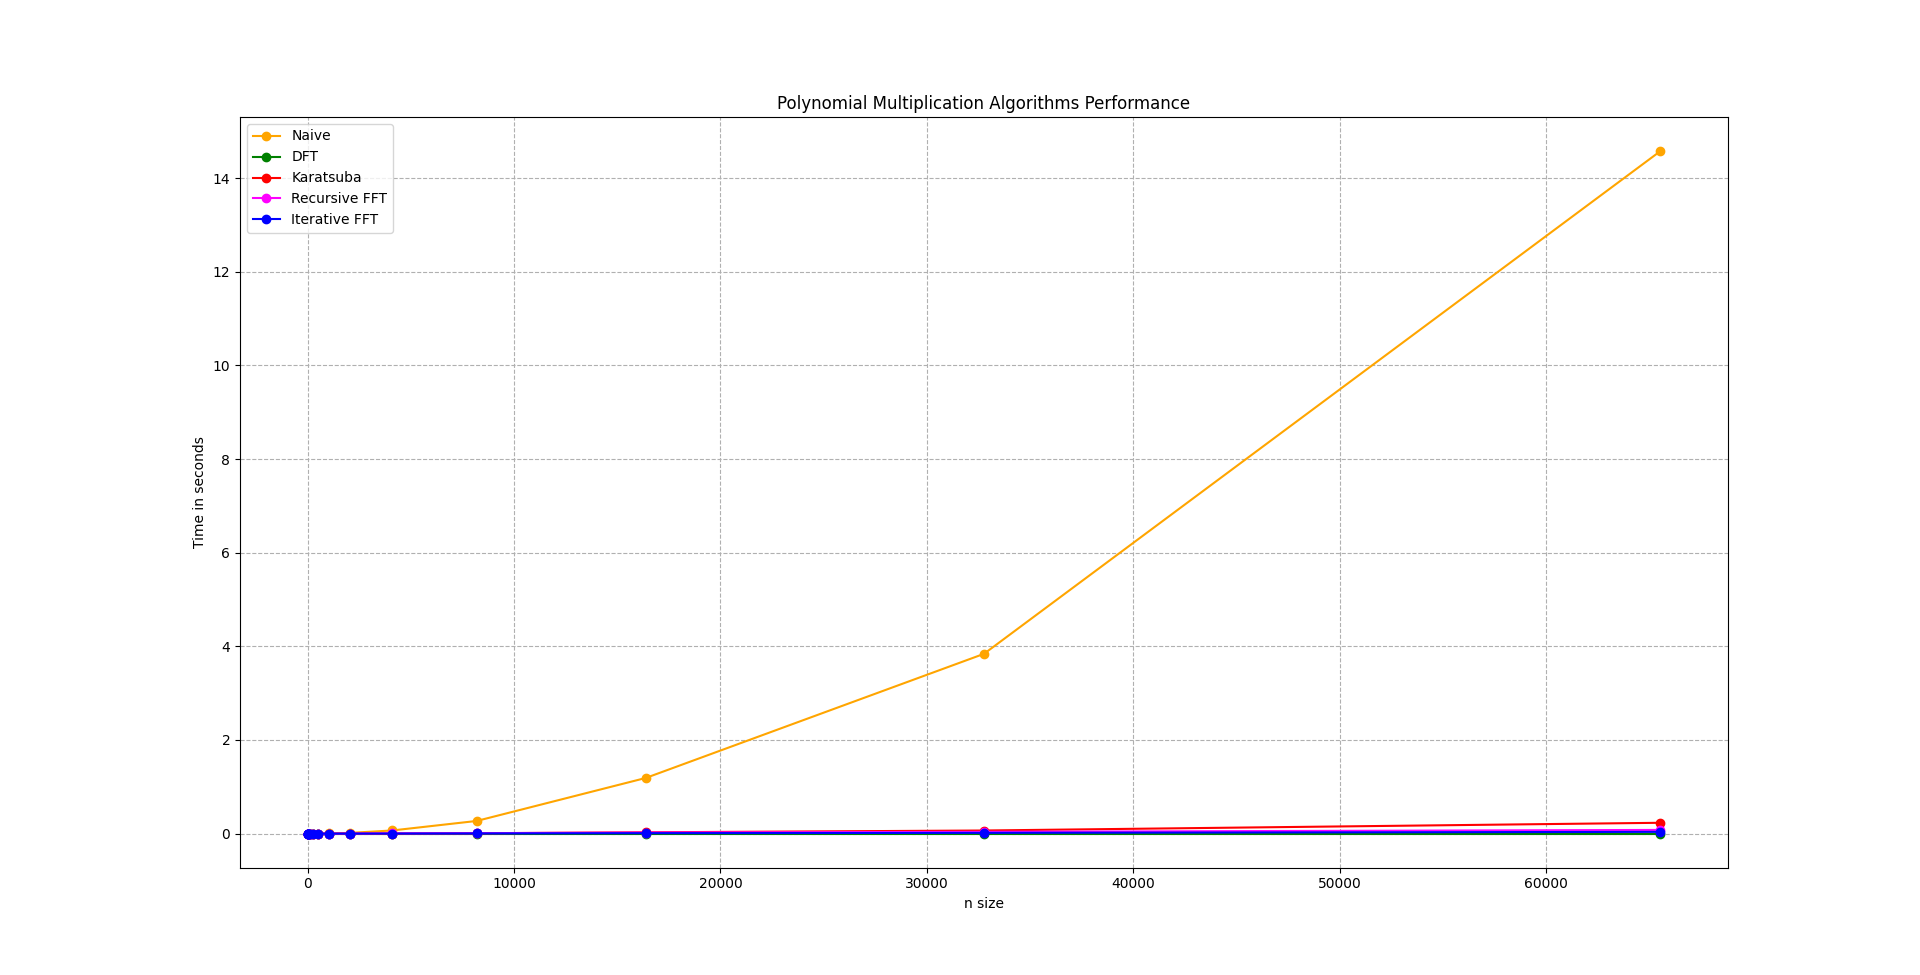 Polynomial Multiplication Algorithms Performance
Naive
DFT
Karatsuba
Recursive FFT
Iterative FFT
14
12
10
8
6
4
2
0
Time in seconds
0 10000 20000 30000 40000 50000 60000
n size